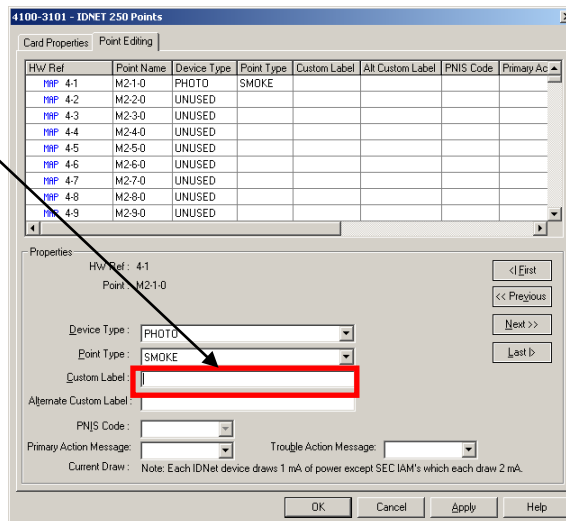 4100-3101 - IDNET 250 Points
Card Properties Point Editing
HW Ref Point Name Device Type Point Type Custom Label Alt Custom Label PNIS Code Primary Ac
MAP 4-1 M2-1-0 PHOTO SMOKE
MAP 4-2 M2-2-0 UNUSED
MAP 4-3 M2-3-0 UNUSED
MAP 4-4 M2-4-0 UNUSED
MAP 4-5 M2-5-0 UNUSED
MAP 4-6 M2-6-0 UNUSED
MAP 4-7 M2-7-0 UNUSED
MAP 4-8 M2-8-0 UNUSED
MAP 4-9 M2-9-0 UNUSED
Properties
HW Ref : 4-1
Point : M2-1-0
<| First
<< Previous
Next >>
Last |>
Device Type : PHOTO
Point Type : SMOKE
Custom Label :
Alternate Custom Label :
PNIS Code :
Primary Action Message: Trouble Action Message:
Current Draw : Note: Each IDNet device draws 1 mA of power except SEC IAM's which each draw 2 mA.
OK Cancel Apply Help